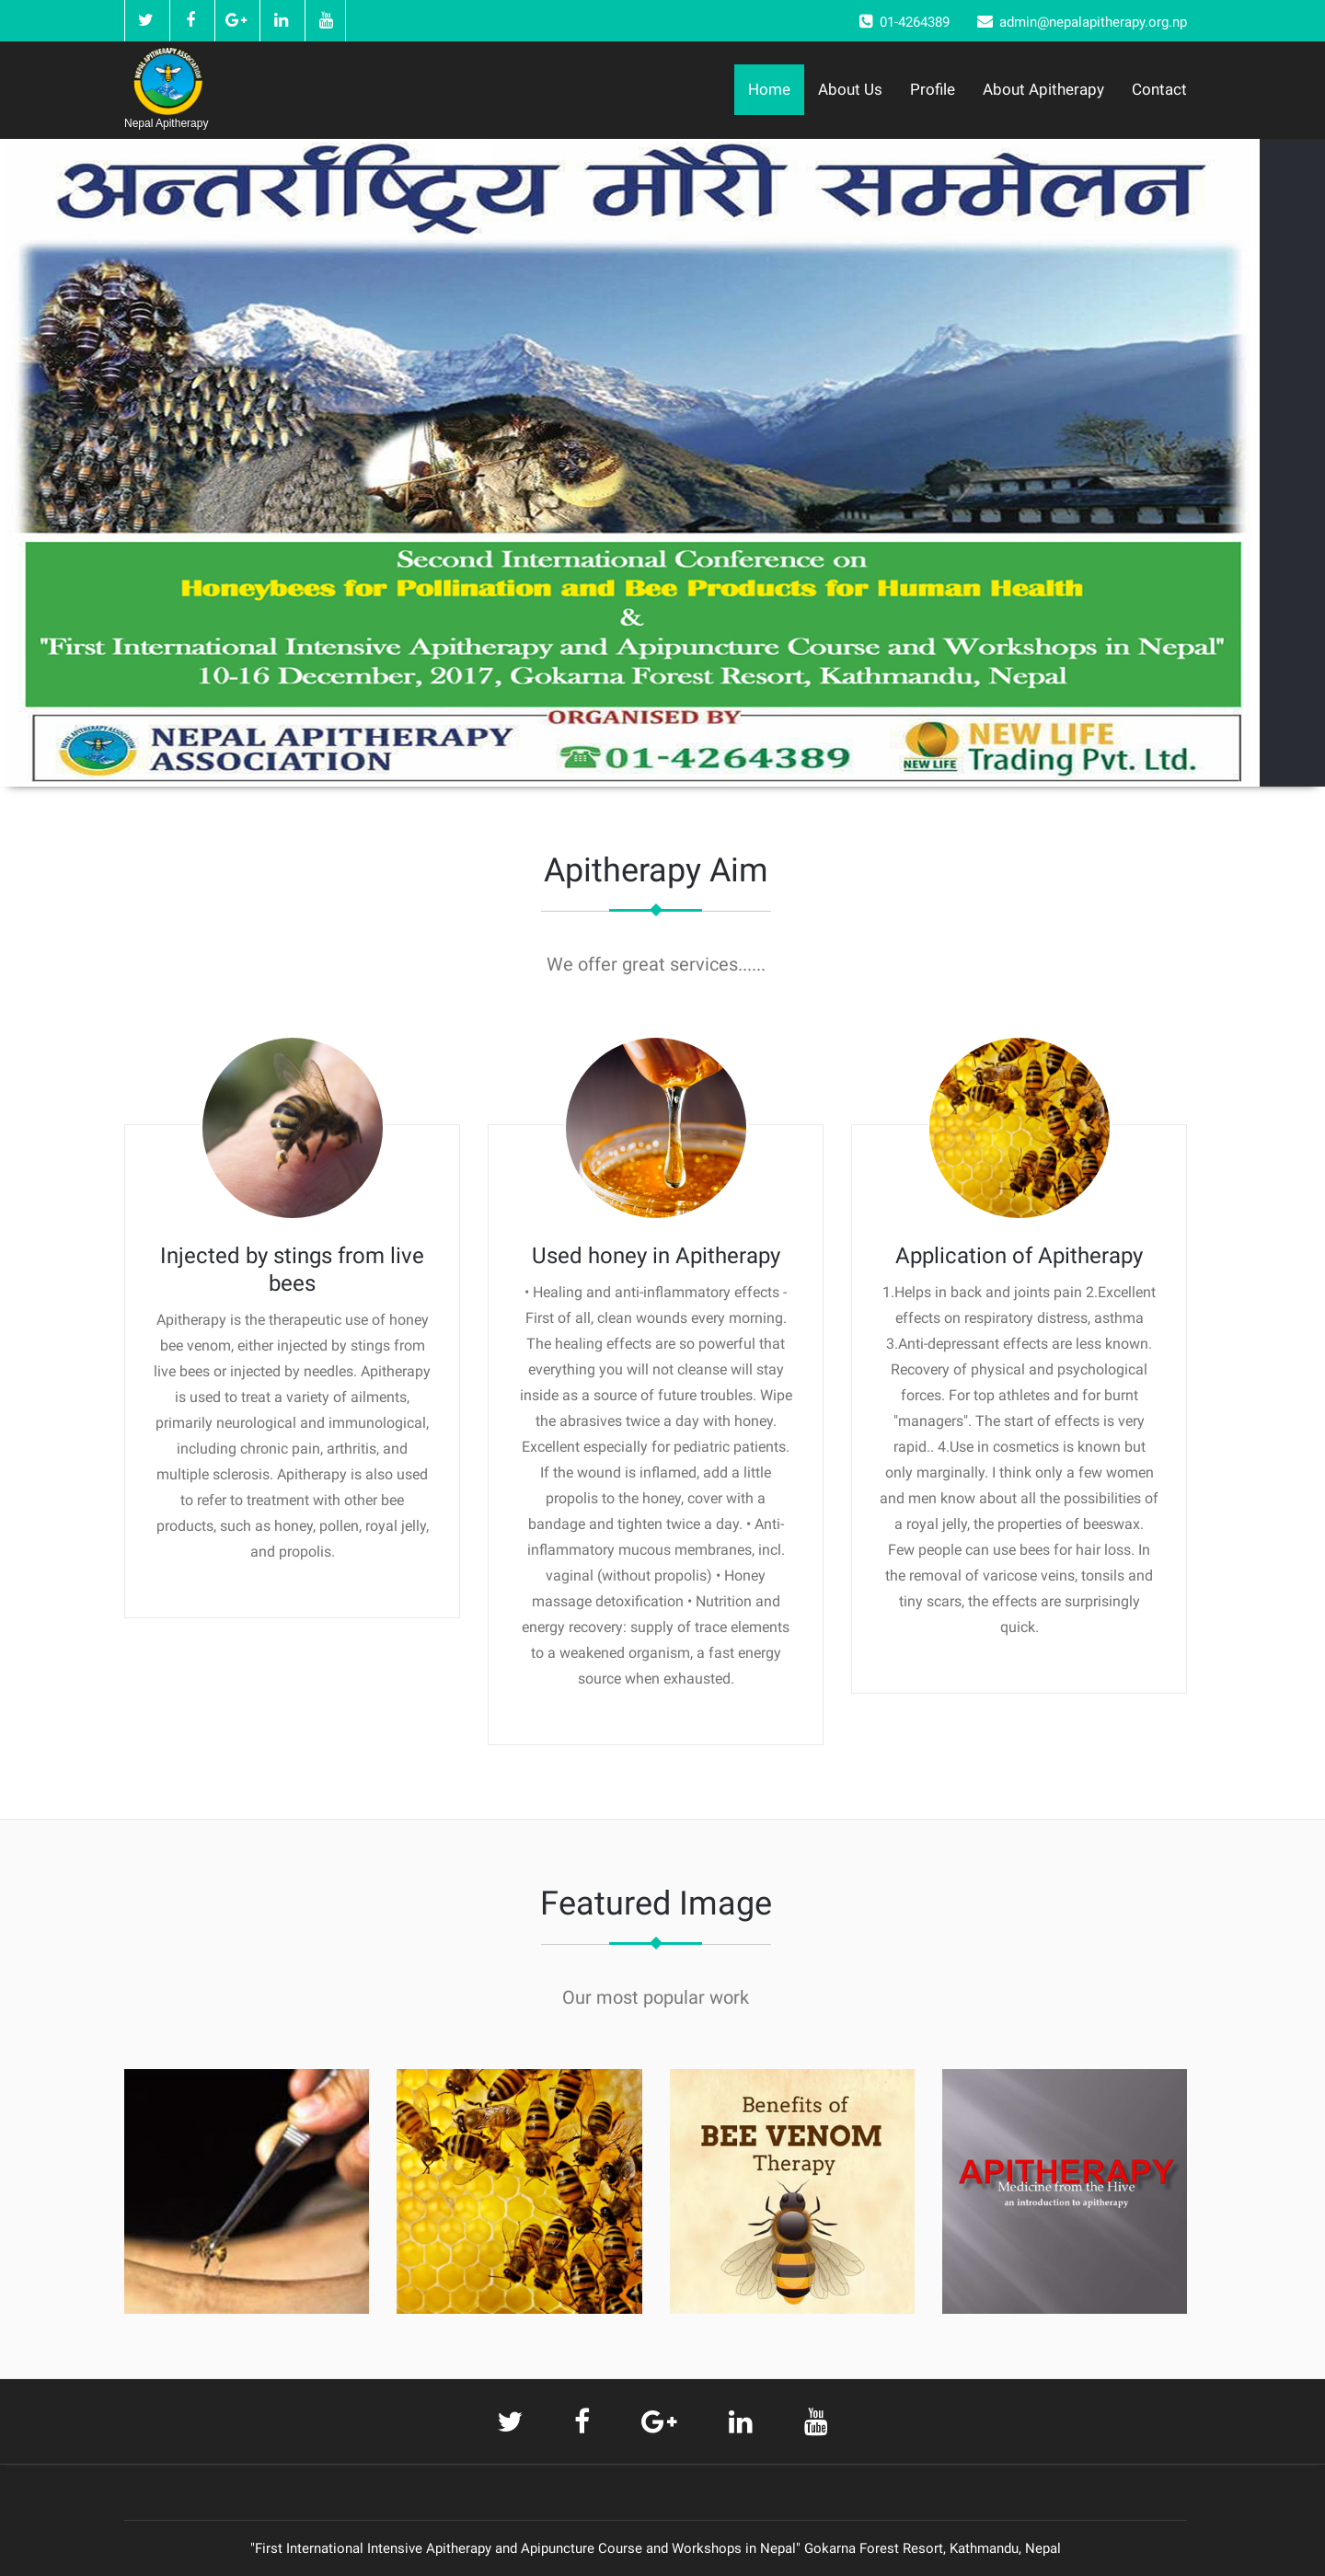 01-4264389 admin@nepalapitherapy.org.np
NEPAL APITHERAPY ASSOCIATION
Nepal Apitherapy
Home About Us Profile About Apitherapy Contact
अन्तर्राष्ट्रिय मौरी सम्मेलन
Second International Conference on
Honeybees for Pollination and Bee Products for Human Health
&
"First International Intensive Apitherapy and Apipuncture Course and Workshops in Nepal"
10-16 December, 2017, Gokarna Forest Resort, Kathmandu, Nepal
ORGANISED BY
NEPAL APITHERAPY
ASSOCIATION
01-4264389
NEW LIFE
NEW LIFE
Trading Pvt. Ltd.
Apitherapy Aim
We offer great services......
Injected by stings from live
bees
Apitherapy is the therapeutic use of honey
bee venom, either injected by stings from
live bees or injected by needles. Apitherapy
is used to treat a variety of ailments,
primarily neurological and immunological,
including chronic pain, arthritis, and
multiple sclerosis. Apitherapy is also used
to refer to treatment with other bee
products, such as honey, pollen, royal jelly,
and propolis.
Used honey in Apitherapy
• Healing and anti-inflammatory effects -
First of all, clean wounds every morning.
The healing effects are so powerful that
everything you will not cleanse will stay
inside as a source of future troubles. Wipe
the abrasives twice a day with honey.
Excellent especially for pediatric patients.
If the wound is inflamed, add a little
propolis to the honey, cover with a
bandage and tighten twice a day. • Anti-
inflammatory mucous membranes, incl.
vaginal (without propolis) • Honey
massage detoxification • Nutrition and
energy recovery: supply of trace elements
to a weakened organism, a fast energy
source when exhausted.
Application of Apitherapy
1.Helps in back and joints pain 2.Excellent
effects on respiratory distress, asthma
3.Anti-depressant effects are less known.
Recovery of physical and psychological
forces. For top athletes and for burnt
"managers". The start of effects is very
rapid.. 4.Use in cosmetics is known but
only marginally. I think only a few women
and men know about all the possibilities of
a royal jelly, the properties of beeswax.
Few people can use bees for hair loss. In
the removal of varicose veins, tonsils and
tiny scars, the effects are surprisingly
quick.
Featured Image
Our most popular work
Benefits of
BEE VENOM
Therapy
APITHERAPY
Medicine from the Hive
an introduction to apitherapy
You Tube
"First International Intensive Apitherapy and Apipuncture Course and Workshops in Nepal" Gokarna Forest Resort, Kathmandu, Nepal